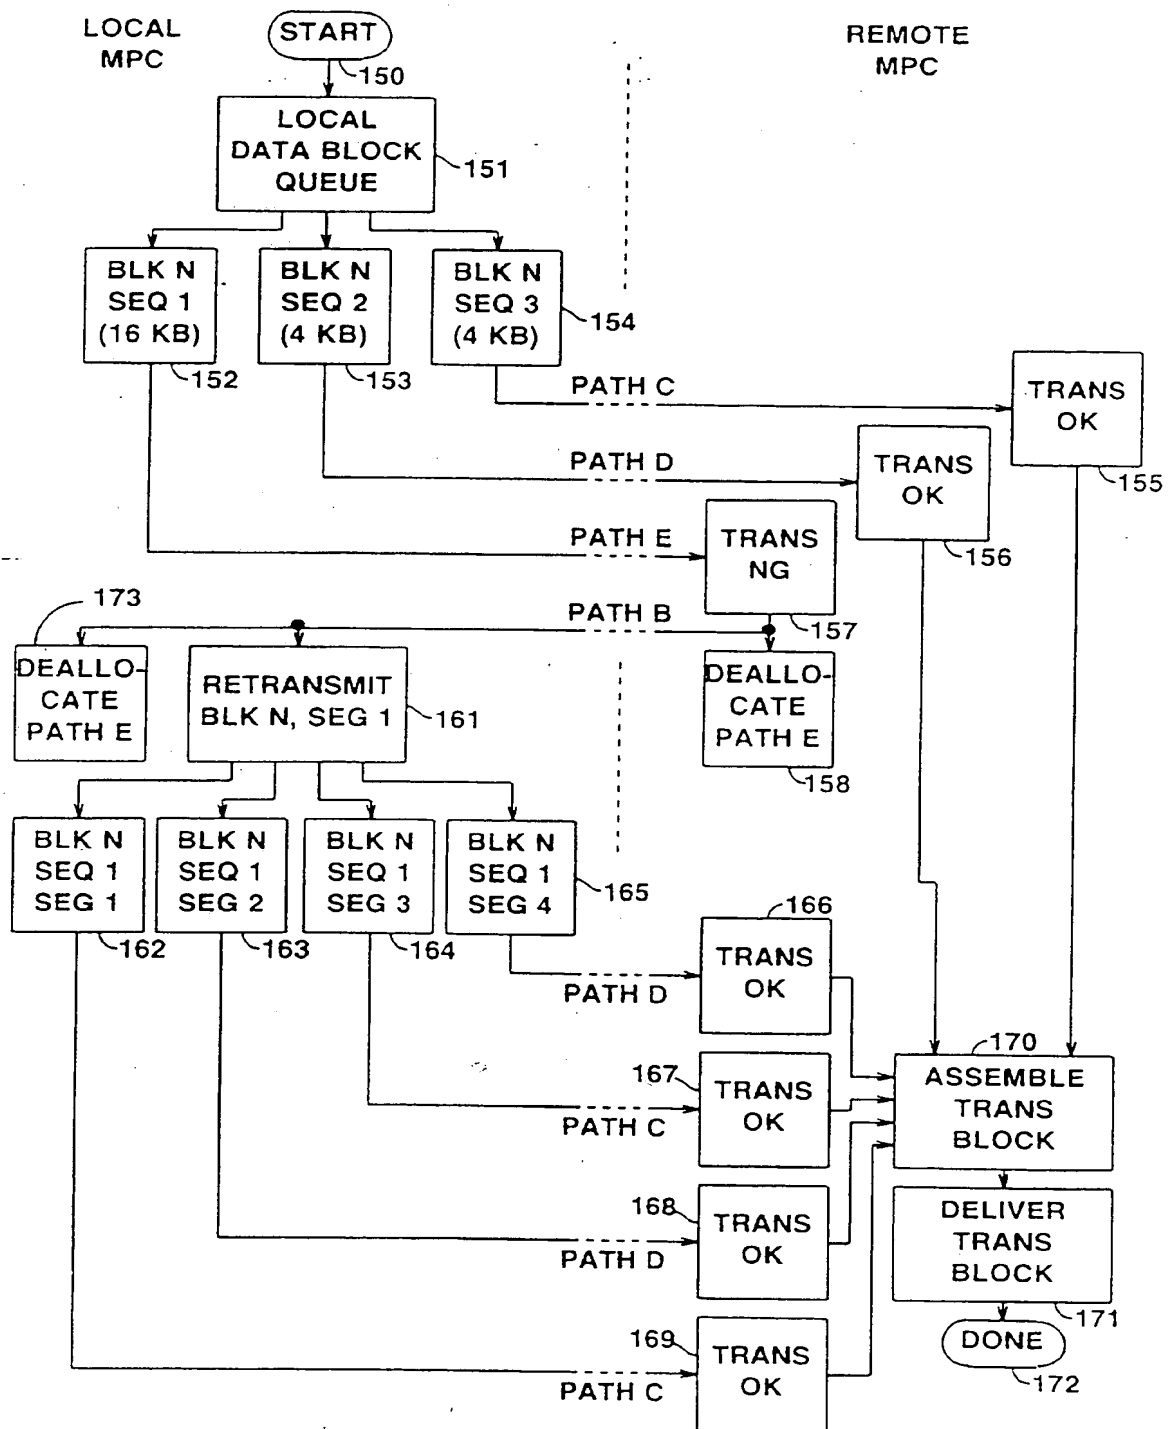 LOCAL
MPC
START
REMOTE
MPC
150
LOCAL
DATA BLOCK
QUEUE
151
BLK N
SEQ 1
(16 KB)
152
BLK N
SEQ 2
(4 KB)
153
BLK N
SEQ 3
(4 KB)
154
PATH C
TRANS
OK
155
PATH D
TRANS
OK
156
PATH E
TRANS
NG
157
PATH B
173
DEALLO-
CATE
PATH E
RETRANSMIT
BLK N, SEG 1
161
DEALLO-
CATE
PATH E
158
BLK N
SEQ 1
SEG 1
162
BLK N
SEQ 1
SEG 2
163
BLK N
SEQ 1
SEG 3
164
BLK N
SEQ 1
SEG 4
165
166
TRANS
OK
PATH D
167
TRANS
OK
PATH C
170
ASSEMBLE
TRANS
BLOCK
168
TRANS
OK
PATH D
DELIVER
TRANS
BLOCK
171
169
TRANS
OK
PATH C
DONE
172